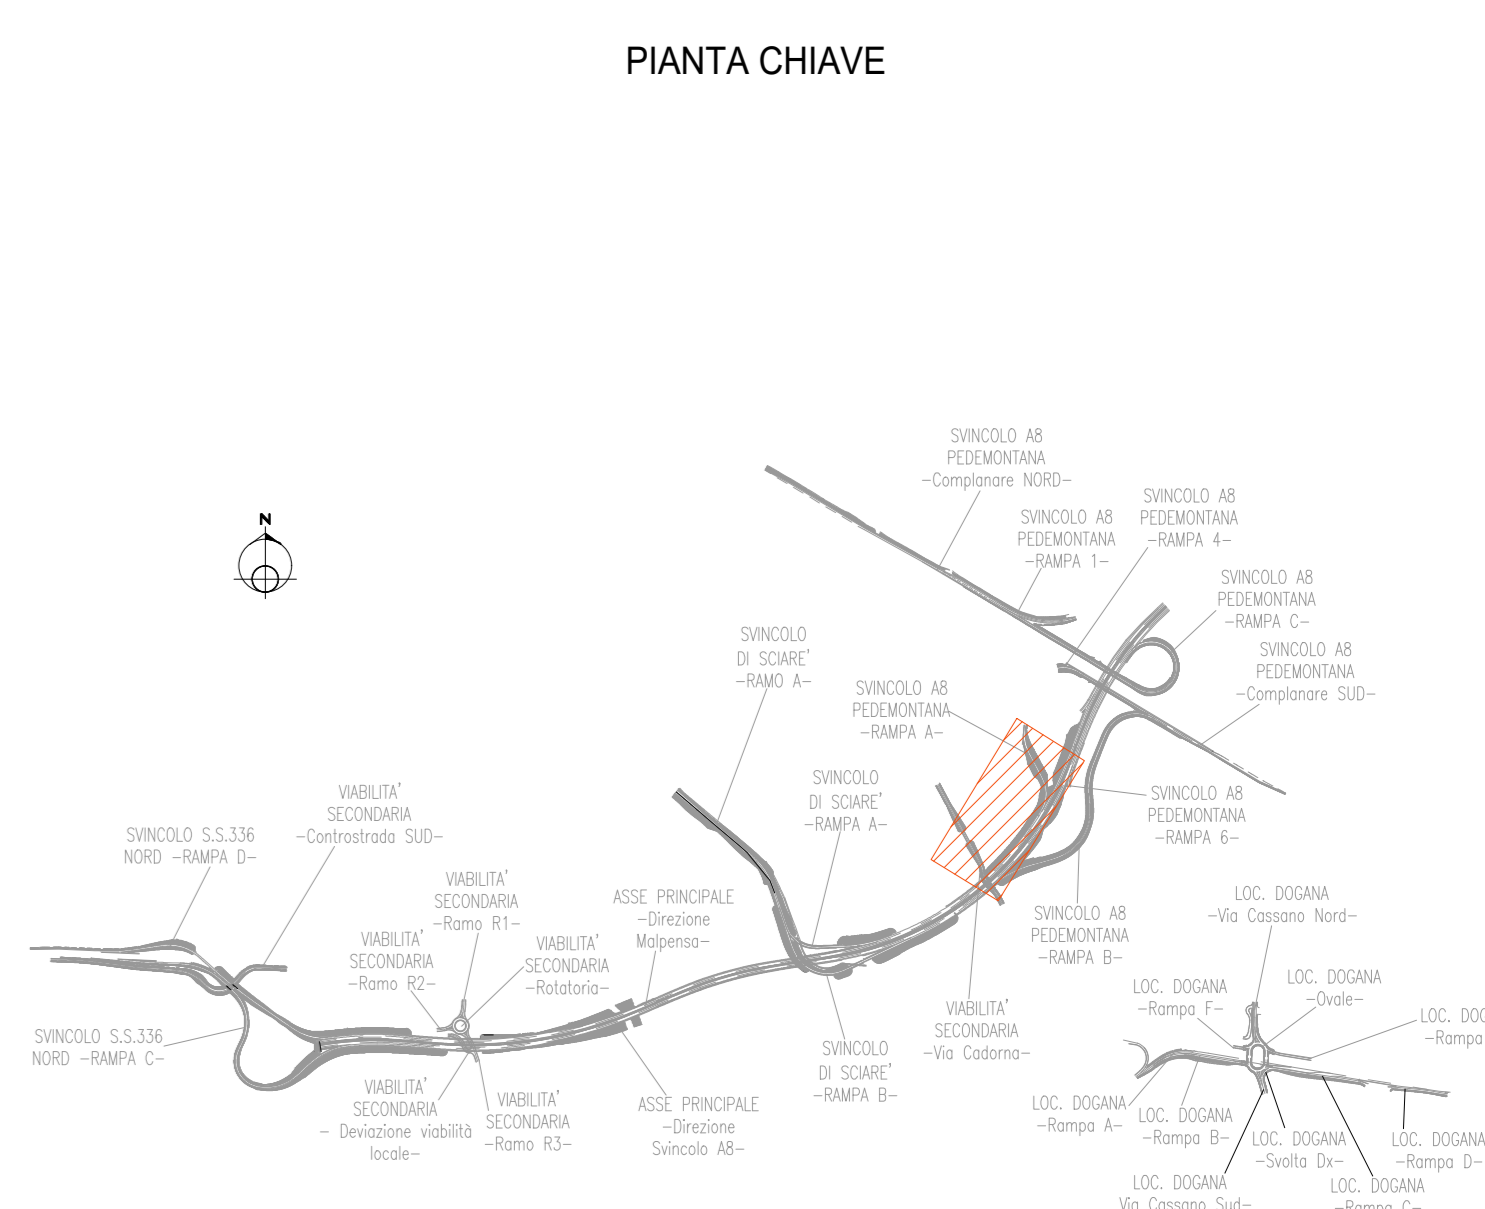 PIANTA CHIAVE
SVINCOLO A8
PEDEMONTANA
-Complanare NORD-
SVINCOLO A8
PEDEMONTANA
-RAMPA 4-
SVINCOLO A8
PEDEMONTANA
-RAMPA 1-
N
SVINCOLO A8
PEDEMONTANA
-RAMPA C-
SVINCOLO
DI SCIARE'
-RAMO A-
SVINCOLO A8
PEDEMONTANA
-Complanare SUD-
SVINCOLO A8
PEDEMONTANA
-RAMPA A-
SVINCOLO
DI SCIARE'
-RAMPA A-
VIABILITA'
SECONDARIA
-Controstrada SUD-
SVINCOLO A8
PEDEMONTANA
-RAMPA 6-
SVINCOLO S.S.336
NORD -RAMPA D-
VIABILITA'
SECONDARIA
-Ramo R1-
ASSE PRINCIPALE
-Direzione
Malpensa-
LOC. DOGANA
-Via Cassano Nord-
SVINCOLO A8
PEDEMONTANA
-RAMPA B-
VIABILITA'
SECONDARIA
-Ramo R2-
VIABILITA'
SECONDARIA
-Rotatoria-
LOC. DOGANA
-Rampa F-
LOC. DOGANA
-Ovale-
VIABILITA'
SECONDARIA
-Via Cadorna-
LOC. DOG
-Rampa
SVINCOLO S.S.336
NORD -RAMPA C-
SVINCOLO
DI SCIARE'
-RAMPA B-
VIABILITA'
SECONDARIA
- Deviazione viabilità
locale-
VIABILITA'
SECONDARIA
-Ramo R3-
ASSE PRINCIPALE
-Direzione
Svincolo A8-
LOC. DOGANA
-Rampa A-
LOC. DOGANA
-Rampa B-
LOC. DOGANA
-Svolta Dx-
LOC. DOGANA
-Rampa D-
LOC. DOGANA
Via Cassano Sud-
LOC. DOGANA
-Rampa C-